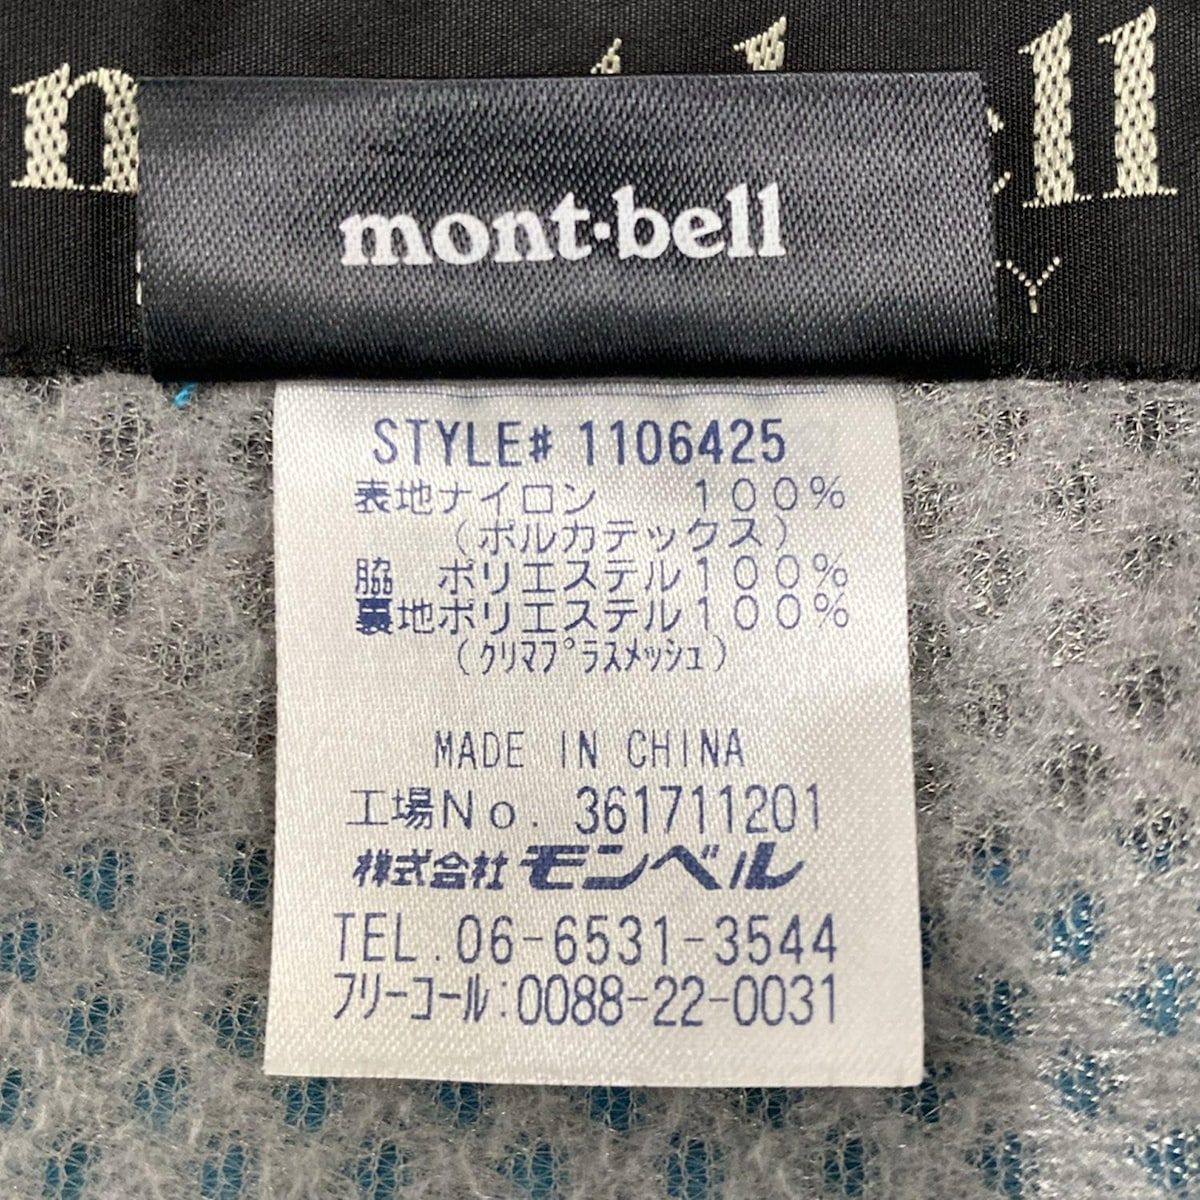 mont·bell
STYLE# 1106425
表地ナイロン 100%
(ポルカテックス)
脇 ポリエステル100%
裏地ポリエステル100%
(クリマプラスメッシュ)
MADE IN CHINA
工場No. 361711201
株式会社モンベル
TEL. 06-6531-3544
フリーコール:0088-22-0031